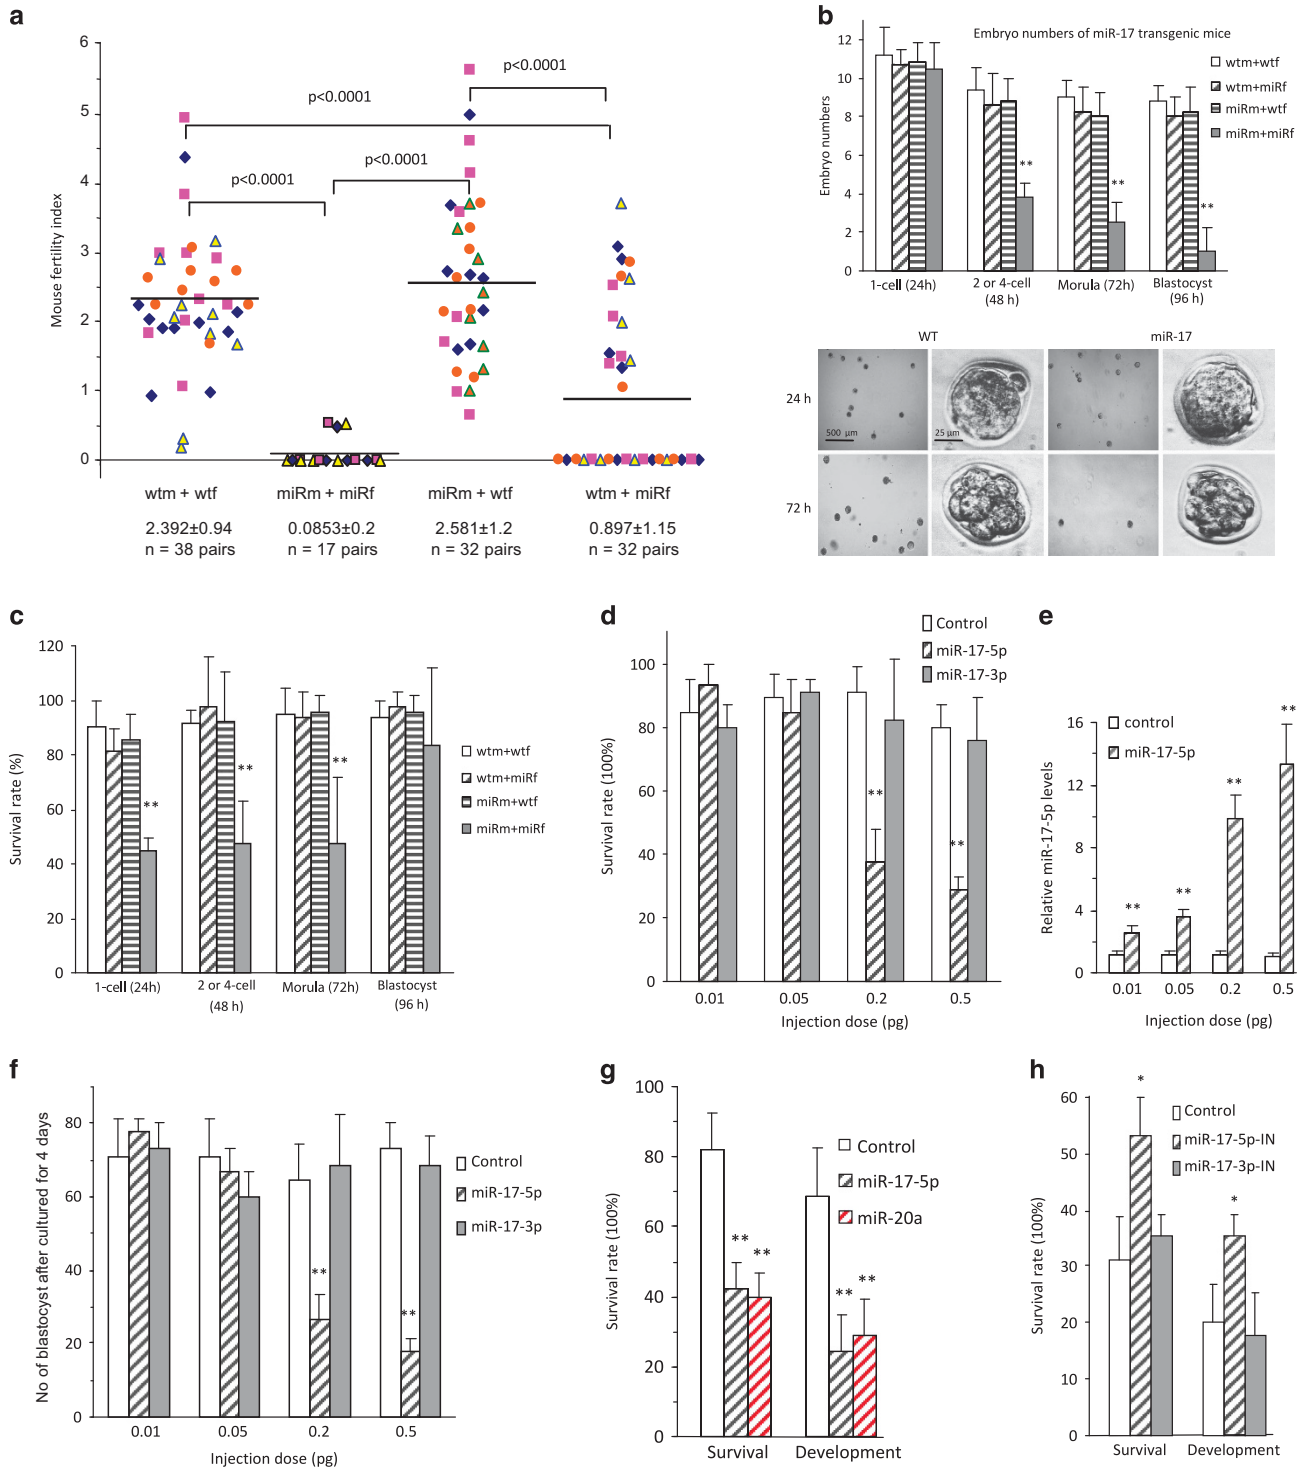 a
Mouse fertility index
6
5
4
3
2
1
0
p<0.0001
p<0.0001
p<0.0001
p<0.0001
wtm + wtf
miRm + miRf
miRm + wtf
wtm + miRf
2.392±0.94
0.0853±0.2
2.581±1.2
0.897±1.15
n = 38 pairs
n = 17 pairs
n = 32 pairs
n = 32 pairs
b
Embryo numbers of miR-17 transgenic mice
Embryo numbers
12
10
8
6
4
2
0
wtm+wtf
wtm+miRf
miRm+wtf
miRm+miRf
**
**
**
1-cell (24h)
2 or 4-cell
(48 h)
Morula (72h)
Blastocyst
(96 h)
WT
miR-17
24 h
500 µm
25 µm
72 h
c
Survival rate (%)
120
100
80
60
40
20
0
**
**
**
wtm+wtf
wtm+miRf
miRm+wtf
miRm+miRf
1-cell (24h)
2 or 4-cell
(48 h)
Morula (72h)
Blastocyst
(96 h)
d
Survival rate (100%)
100
80
60
40
20
0
Control
miR-17-5p
miR-17-3p
**
**
0.01
0.05
0.2
0.5
Injection dose (pg)
e
Relative miR-17-5p levels
16
12
8
4
0
control
miR-17-5p
**
**
**
**
0.01
0.05
0.2
0.5
Injection dose (pg)
f
No of blastocyst after cultured for 4 days
80
60
40
20
0
Control
miR-17-5p
miR-17-3p
**
**
0.01
0.05
0.2
0.5
Injection dose (pg)
g
Survival rate (100%)
100
80
60
40
20
0
Control
miR-17-5p
miR-20a
**
**
**
**
Survival
Development
h
Survival rate (100%)
60
50
40
30
20
10
0
Control
miR-17-5p-IN
miR-17-3p-IN
*
*
Survival
Development